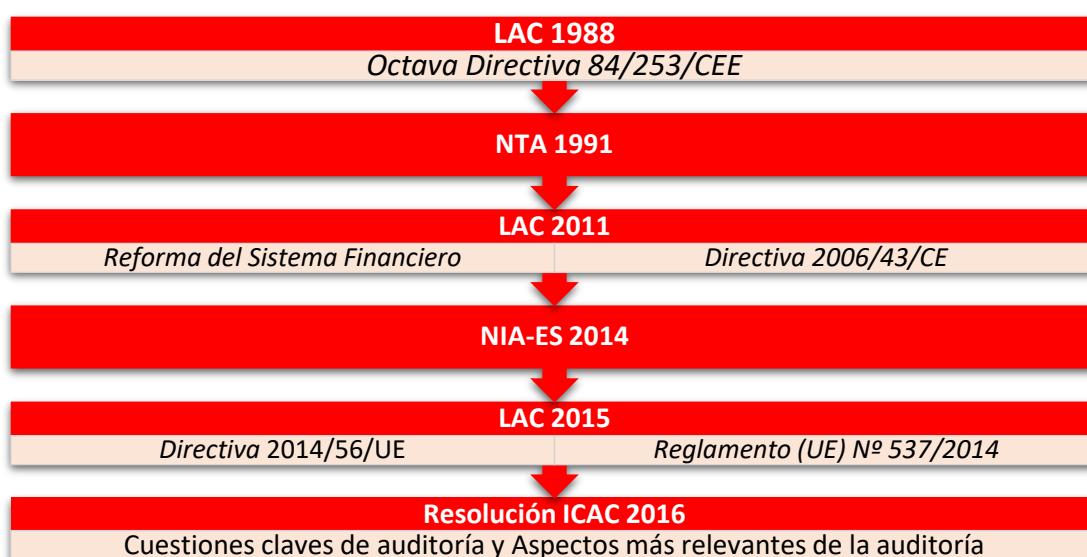 LAC 1988
Octava Directiva 84/253/CEE
NTA 1991
LAC 2011
Reforma del Sistema Financiero
Directiva 2006/43/CE
NIA-ES 2014
LAC 2015
Directiva 2014/56/UE
Reglamento (UE) Nº 537/2014
Resolución ICAC 2016
Cuestiones claves de auditoría y Aspectos más relevantes de la auditoría